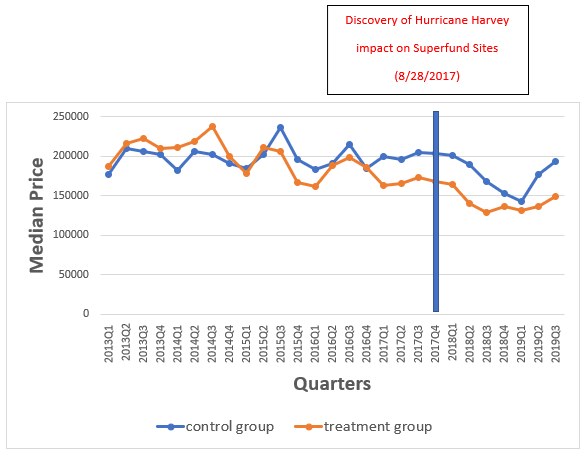 Discovery of Hurricane Harvey
impact on Superfund Sites
(8/28/2017)
250000
200000
150000
100000
50000
0
Median Price
2013Q1
2013Q2
2013Q3
2013Q4
2014Q1
2014Q2
2014Q3
2014Q4
2015Q1
2015Q2
2015Q3
2015Q4
2016Q1
2016Q2
2016Q3
2016Q4
2017Q1
2017Q2
2017Q3
2017Q4
2018Q1
2018Q2
2018Q3
2018Q4
2019Q1
2019Q2
2019Q3
Quarters
control group
treatment group